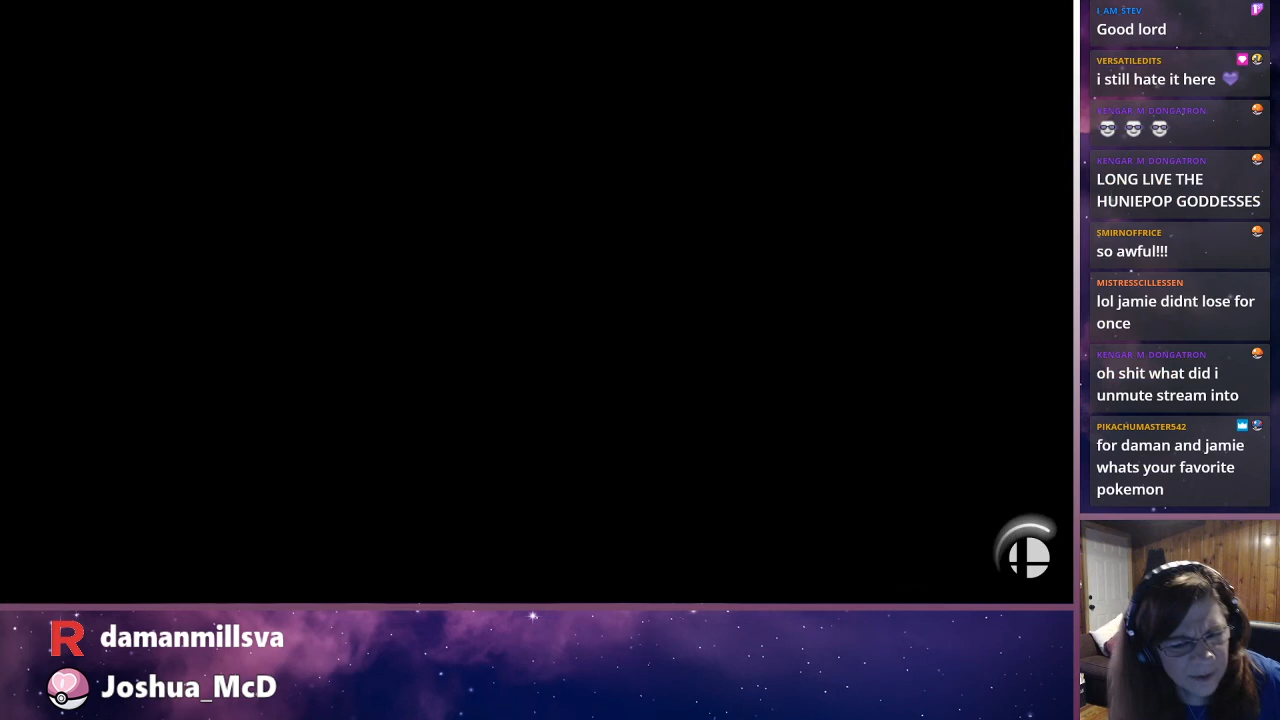 I AM STEV
Good lord
VERSATILEDITS
i still hate it here
KENGAR M DONGATRON
KENGAR M DONGATRON
LONG LIVE THE
HUNIEPOP GODDESSES
SMIRNOFFRICE
so awful!!!
MISTRESSCILLESSEN
lol jamie didnt lose for
once
KENGAR M DONGATRON
oh shit what did i
unmute stream into
PIKACHUMASTER542
for daman and jamie
whats your favorite
pokemon
R damanmillsva
Joshua_McD